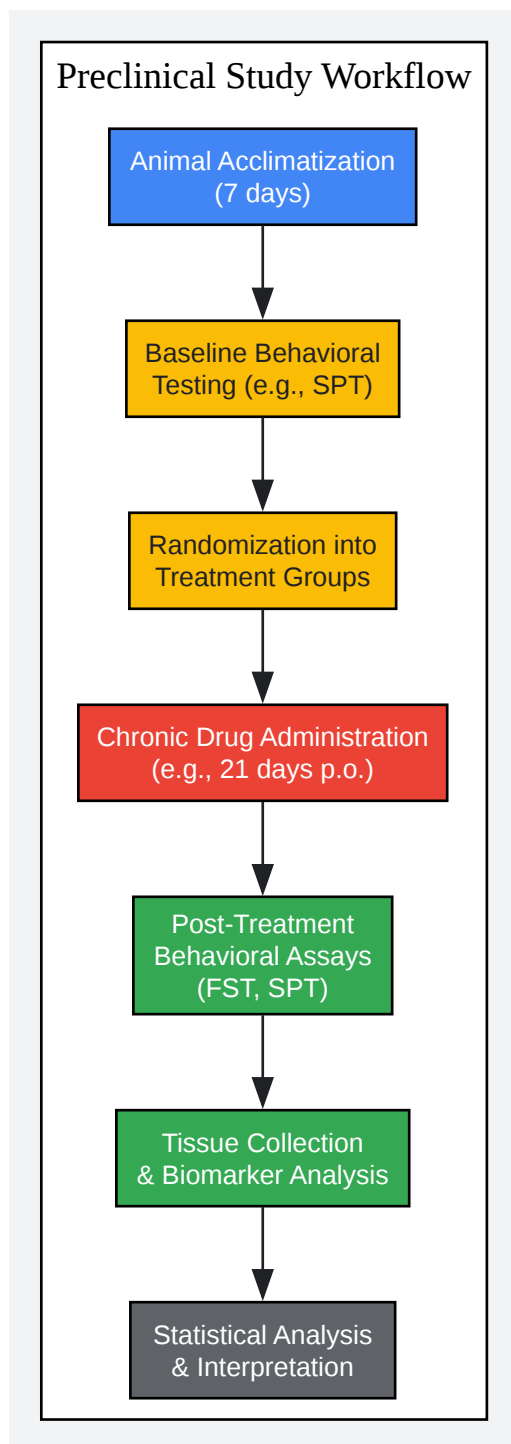 Preclinical Study Workflow
Animal Acclimatization
(7 days)
Baseline Behavioral
Testing (e.g., SPT)
Randomization into
Treatment Groups
Chronic Drug Administration
(e.g., 21 days p.o.)
Post-Treatment
Behavioral Assays
(FST, SPT)
Tissue Collection
& Biomarker Analysis
Statistical Analysis
& Interpretation